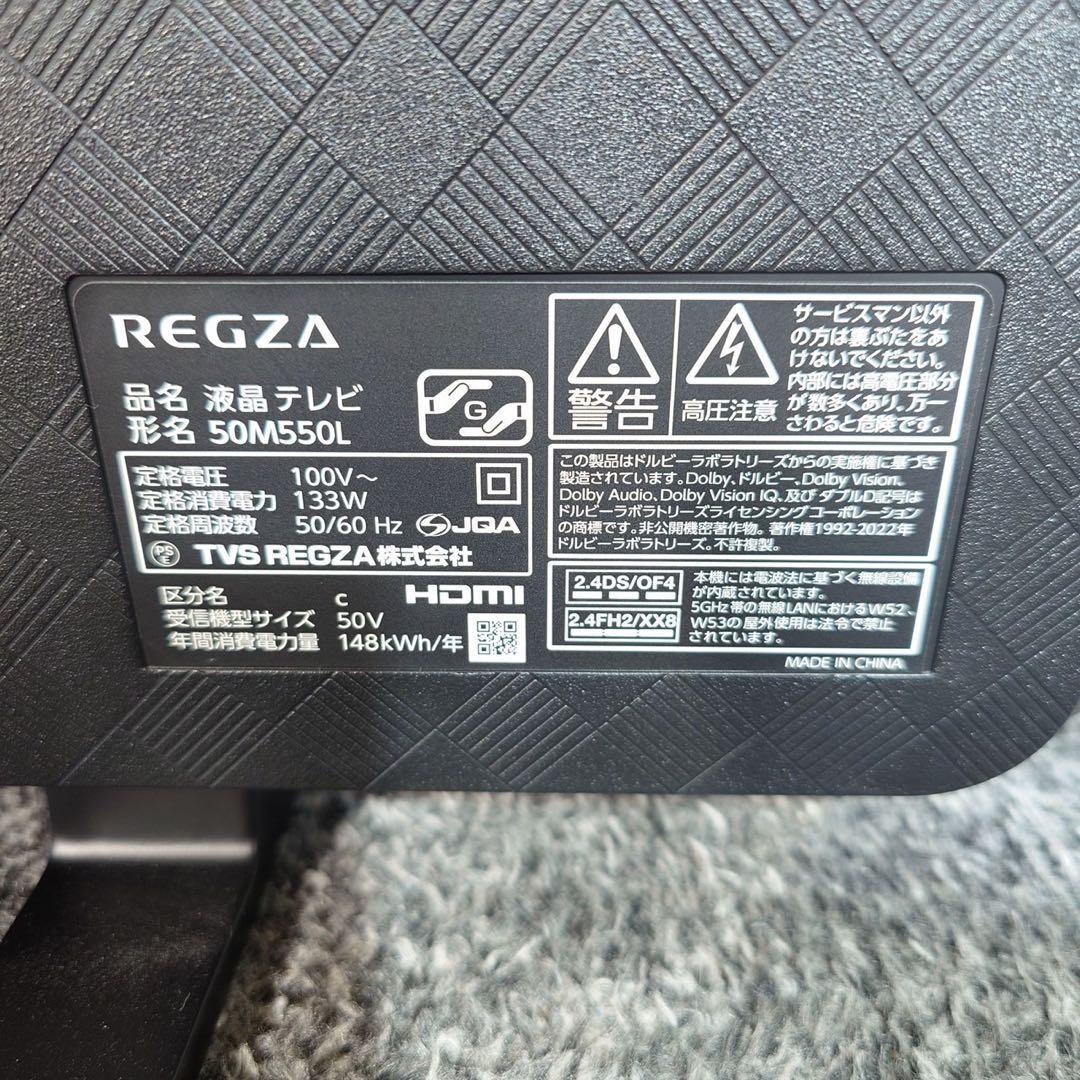 REGZA
品名 液晶テレビ
形名 50M550L
G
定格電圧 100V～
定格消費電力 133W
定格周波数 50/60 Hz
JQA
PS E
TVS REGZA株式会社
区分名 c
受信機型サイズ 50V
年間消費電力量 148kWh/年
HDMI
警告
高圧注意
サービスマン以外
の方は裏ぶたをあ
けないでください。
内部には高電圧部分
が数多くあり、万一
さわると危険です。
この製品はドルビーラボラトリーズからの実施権に基づき
製造されています。Dolby、ドルビー、Dolby Vision、
Dolby Audio、Dolby Vision IQ、及びダブルD記号は
ドルビーラボラトリーズライセンシングコーポレーション
の商標です。非公開機密著作物。著作権1992-2022年
ドルビーラボラトリーズ。不許複製。
2.4DS/OF4
2.4FH2/XX8
本機には電波法に基づく無線設備
が内蔵されています。
5GHz帯の無線LANにおけるW52、
W53の屋外使用は法令で禁止
されています。
MADE IN CHINA